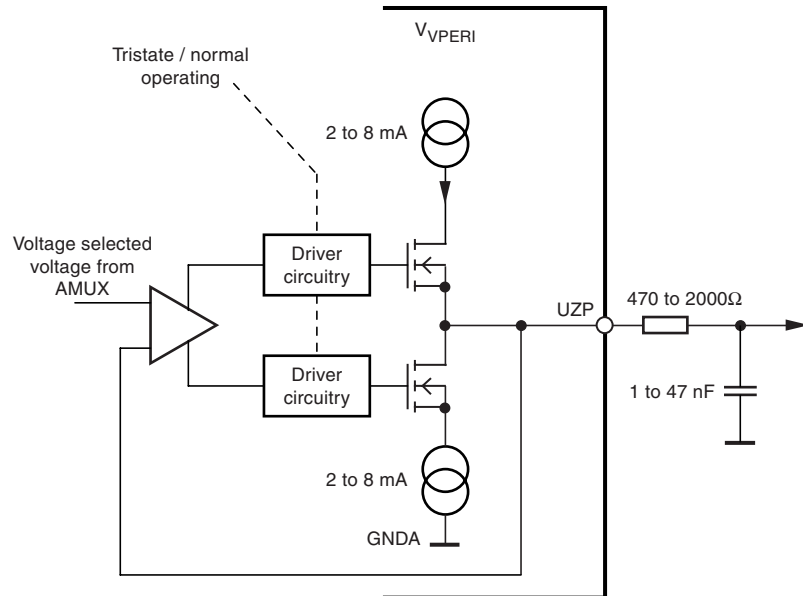 V_VPERI
Tristate / normal
operating
2 to 8 mA
Voltage selected
voltage from
AMUX
Driver
circuitry
UZP
470 to 2000Ω
Driver
circuitry
1 to 47 nF
2 to 8 mA
GNDA